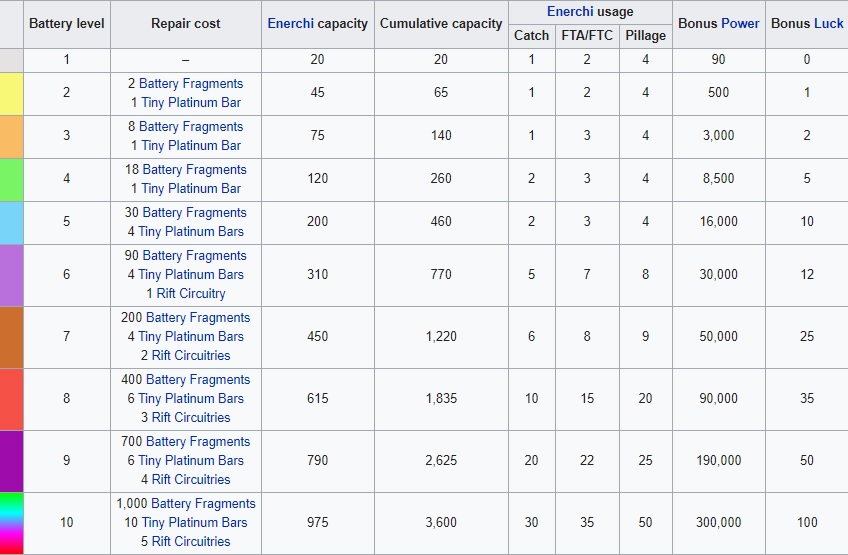 Battery level Repair cost Enerchi capacity Cumulative capacity Enerchi usage Bonus Power Bonus Luck
Catch FTA/FTC Pillage
1 – 20 20 1 2 4 90 0
2 Battery Fragments
2 45 65 1 2 4 500 1
1 Tiny Platinum Bar
8 Battery Fragments
3 75 140 1 3 4 3,000 2
1 Tiny Platinum Bar
18 Battery Fragments
4 120 260 2 3 4 8,500 5
1 Tiny Platinum Bar
30 Battery Fragments
5 200 460 2 3 4 16,000 10
4 Tiny Platinum Bars
90 Battery Fragments
6 4 Tiny Platinum Bars 310 770 5 7 8 30,000 12
1 Rift Circuitry
200 Battery Fragments
7 4 Tiny Platinum Bars 450 1,220 6 8 9 50,000 25
2 Rift Circuitries
400 Battery Fragments
8 6 Tiny Platinum Bars 615 1,835 10 15 20 90,000 35
3 Rift Circuitries
700 Battery Fragments
9 6 Tiny Platinum Bars 790 2,625 20 22 25 190,000 50
4 Rift Circuitries
1,000 Battery Fragments
10 10 Tiny Platinum Bars 975 3,600 30 35 50 300,000 100
5 Rift Circuitries